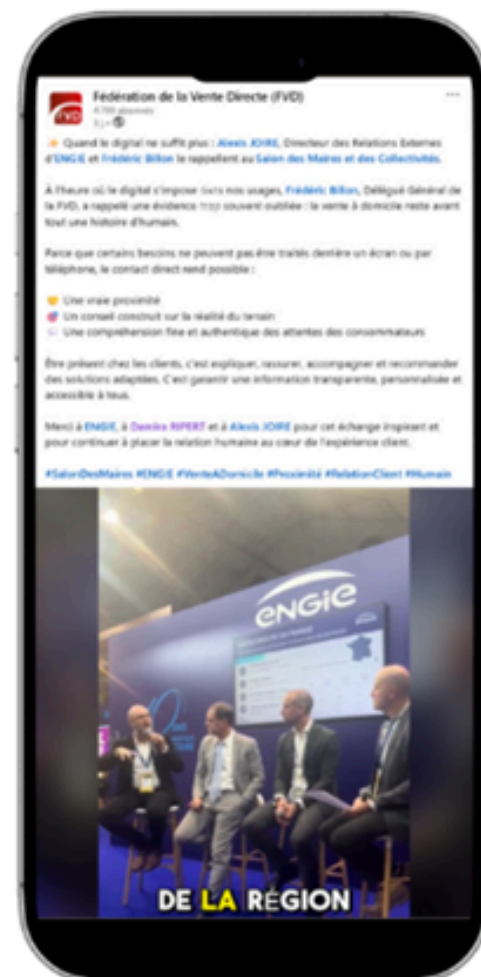 FVD
Fédération de la Vente Directe (FVD)
4 799 abonnés
Quand le digital ne suffit plus : Alexis JOIRE, Directeur des Relations Externes
d'ENGIE et Frédéric Billon le rappellent au Salon des Maires et des Collectivités.
À l'heure où le digital s'impose dans nos usages, Frédéric Billon, Délégué Général de
la FVD, a rappelé une évidence trop souvent oubliée : la vente à domicile reste avant
tout une histoire d'humain.
Parce que certains besoins ne peuvent pas être traités derrière un écran ou par
téléphone, le contact direct rend possible :
Une vraie proximité
Un conseil construit sur la réalité du terrain
Une compréhension fine et authentique des attentes des consommateurs
Être présent chez les clients, c'est expliquer, rassurer, accompagner et recommander
des solutions adaptées. C'est garantir une information transparente, personnalisée et
accessible à tous.
Merci à ENGIE, à RIPERT et à Alexis JOIRE pour cet échange inspirant et
pour continuer à placer la relation humaine au cœur de l'expérience client.
#SalonDesMaires #ENGIE #VenteADomicile #Proximité #RelationClient #Humain
ENGIE
DE LA RÉGION